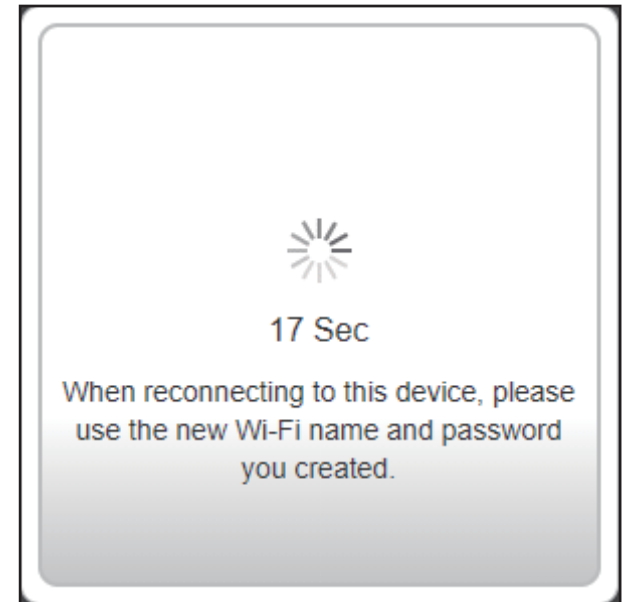 17 Sec
When reconnecting to this device, please
use the new Wi-Fi name and password
you created.